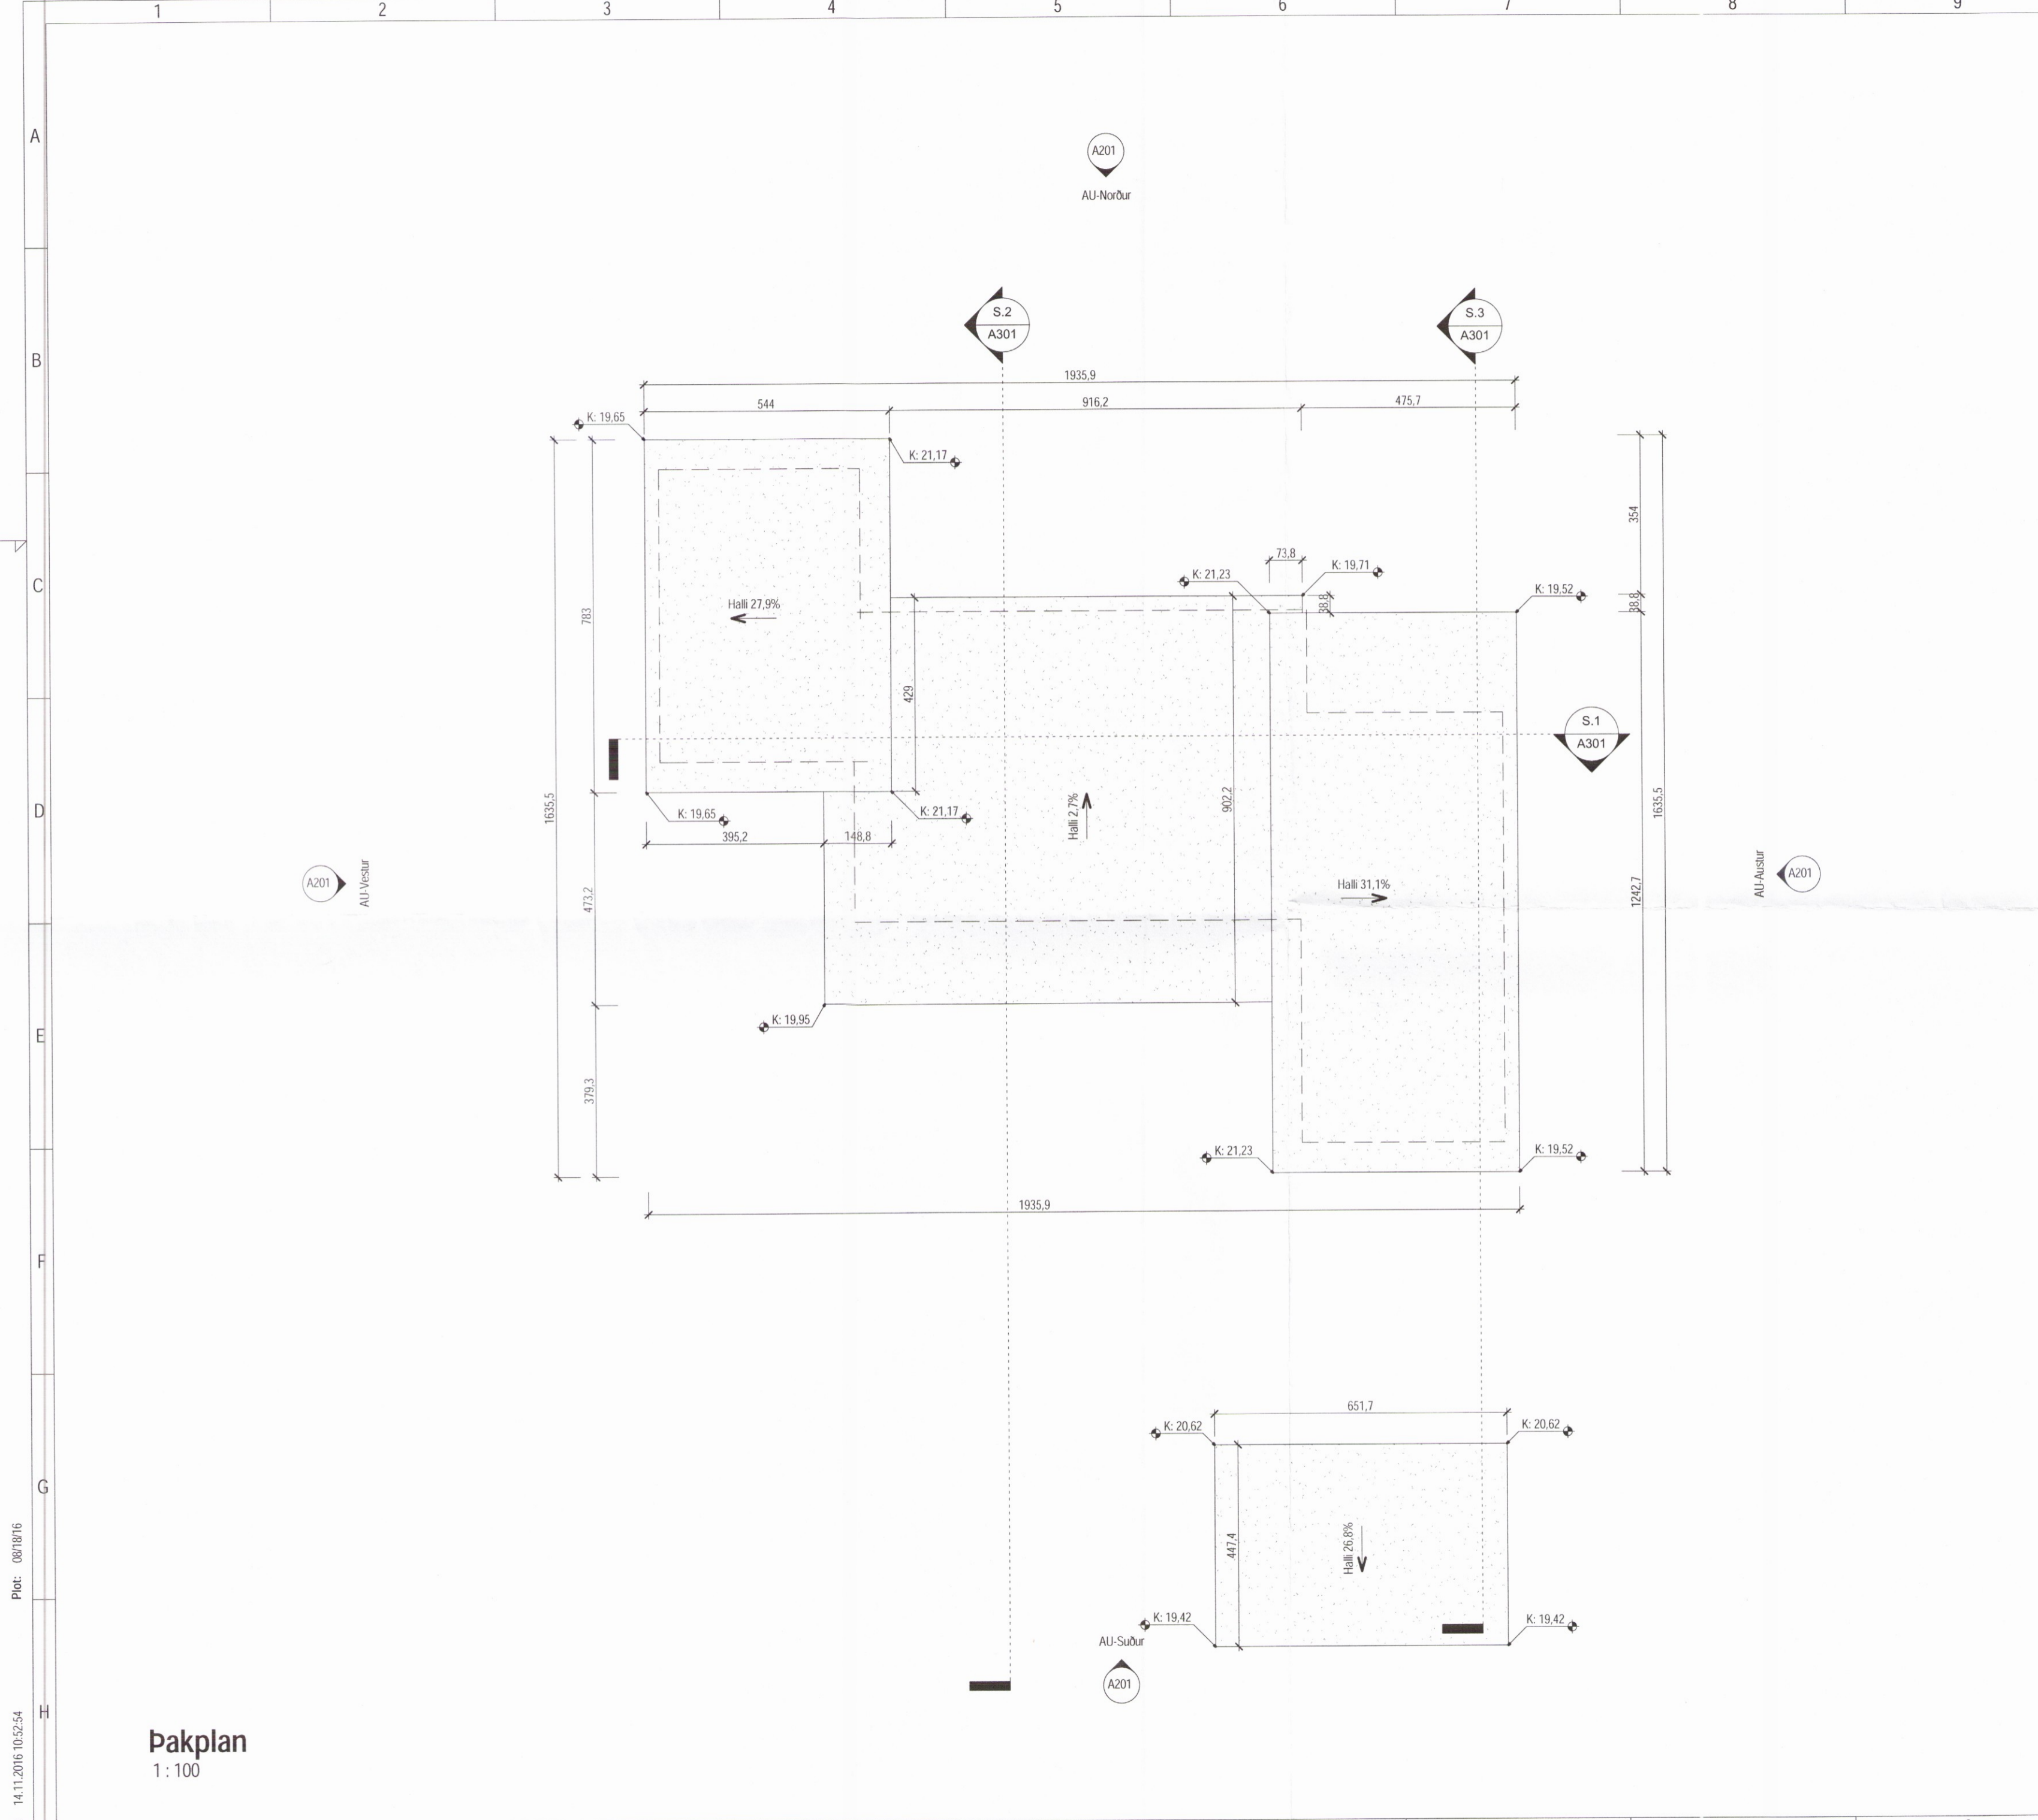 1 2 3 4 5 6 7 8 9
A
A201
AU-Norður
B
S.2
A301
S.3
A301
1935,9
544 916,2 475,7
K: 19,65
K: 21,17
354
C
73,8
K: 21,23
K: 19,71
38,8
K: 19,52
38,8
783
Halli 27,9%
429
S.1
A301
D
1635,5
K: 19,65
K: 21,17
395,2
148,8
Halli 2,7%
902,2
1635,5
A201
AU-Vestur
473,2
Halli 31,1%
1242,7
AU-Austur
A201
E
K: 19,95
379,3
K: 21,23
K: 19,52
1935,9
F
651,7
K: 20,62
K: 20,62
G
447,4
Halli 26,8%
K: 19,42
K: 19,42
AU-Suður
A201
H
Plot: 08/18/16
14.11.2016 10:52:54
Þakplan
1 : 100